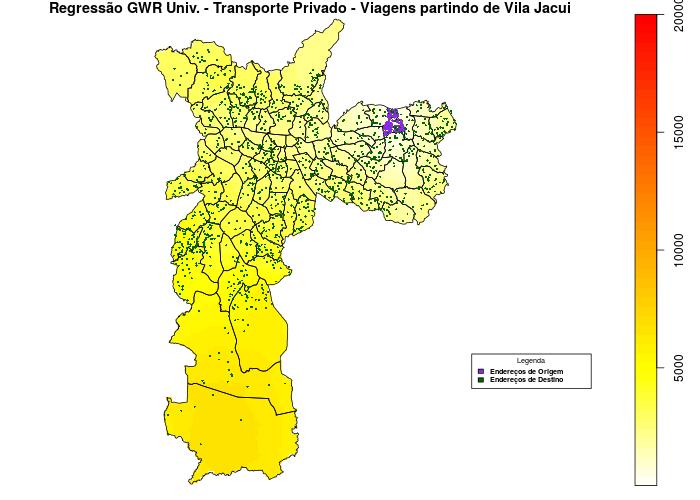 Regressão GWR Univ. - Transporte Privado - Viagens partindo de Vila Jacui
20000
15000
10000
5000
Legenda
Endereços de Origem
Endereços de Destino